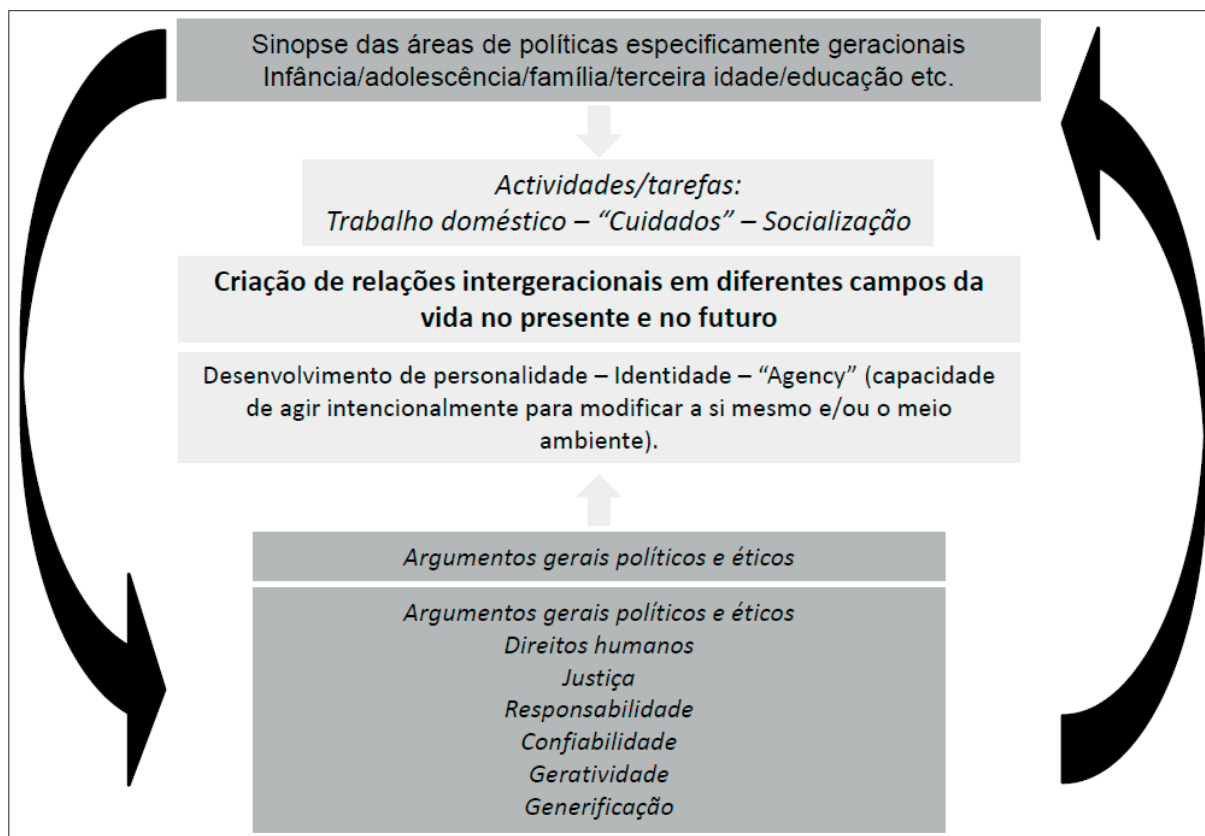 Sinopse das áreas de políticas especificamente geracionais
Infância/adolescência/família/terceira idade/educação etc.
Actividades/tarefas:
Trabalho doméstico – “Cuidados” – Socialização
Criação de relações intergeracionais em diferentes campos da
vida no presente e no futuro
Desenvolvimento de personalidade – Identidade – “Agency” (capacidade
de agir intencionalmente para modificar a si mesmo e/ou o meio
ambiente).
Argumentos gerais políticos e éticos
Argumentos gerais políticos e éticos
Direitos humanos
Justiça
Responsabilidade
Confiabilidade
Geratividade
Generificação